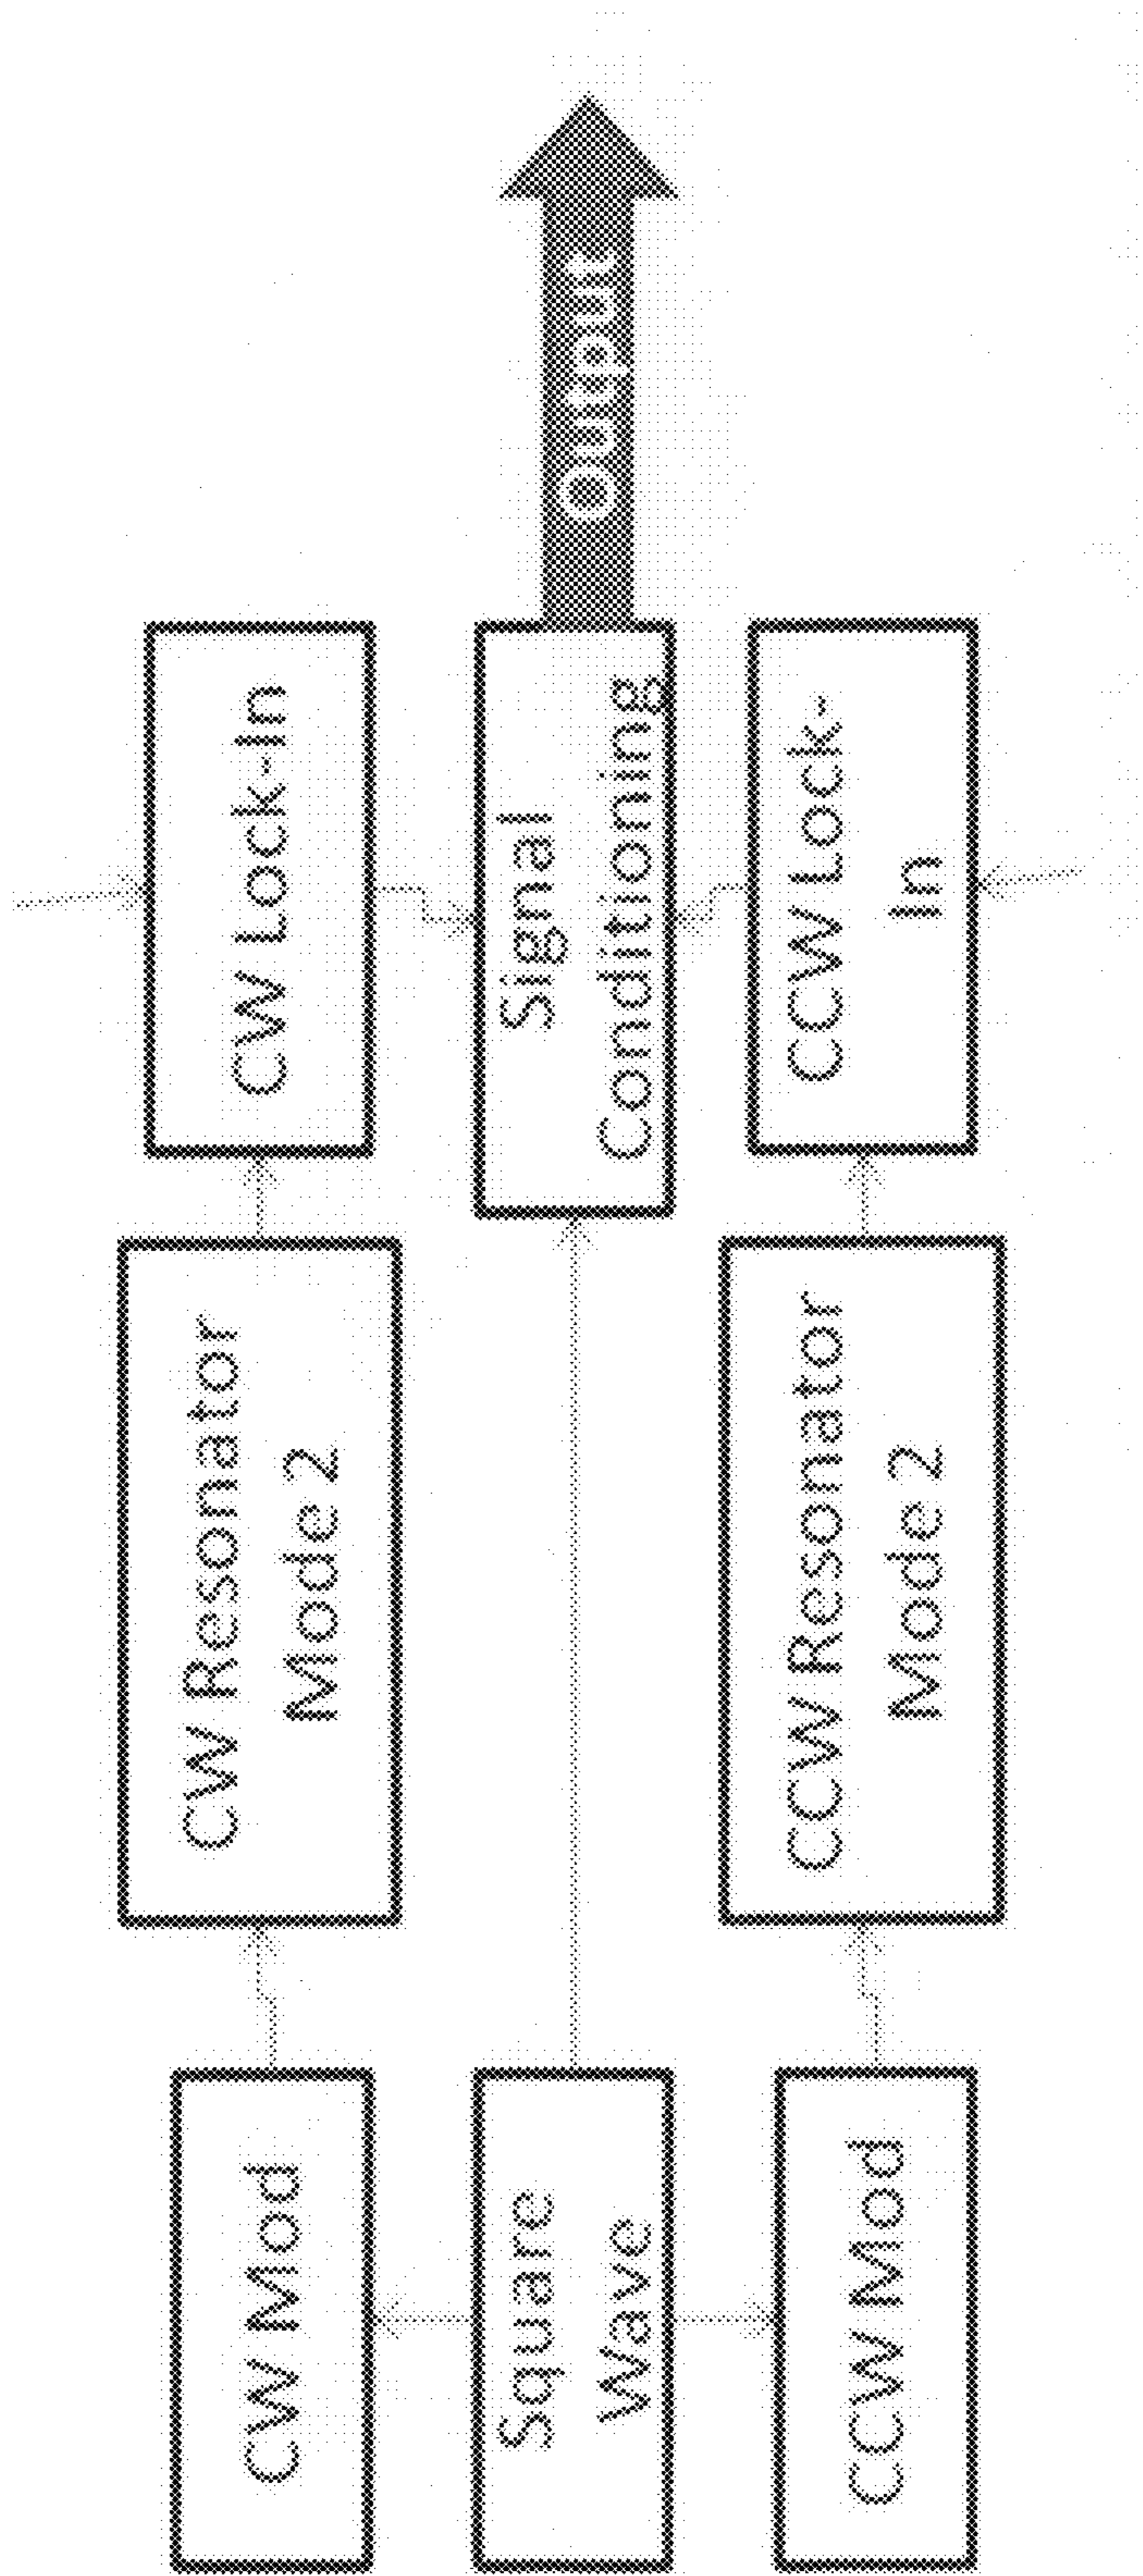 CW Mod
CW Resonator
Mode 2
CW Lock-In
Square
Wave
Signal
Conditioning
Output
CCW Mod
CCW Resonator
Mode 2
CCW Lock-
In